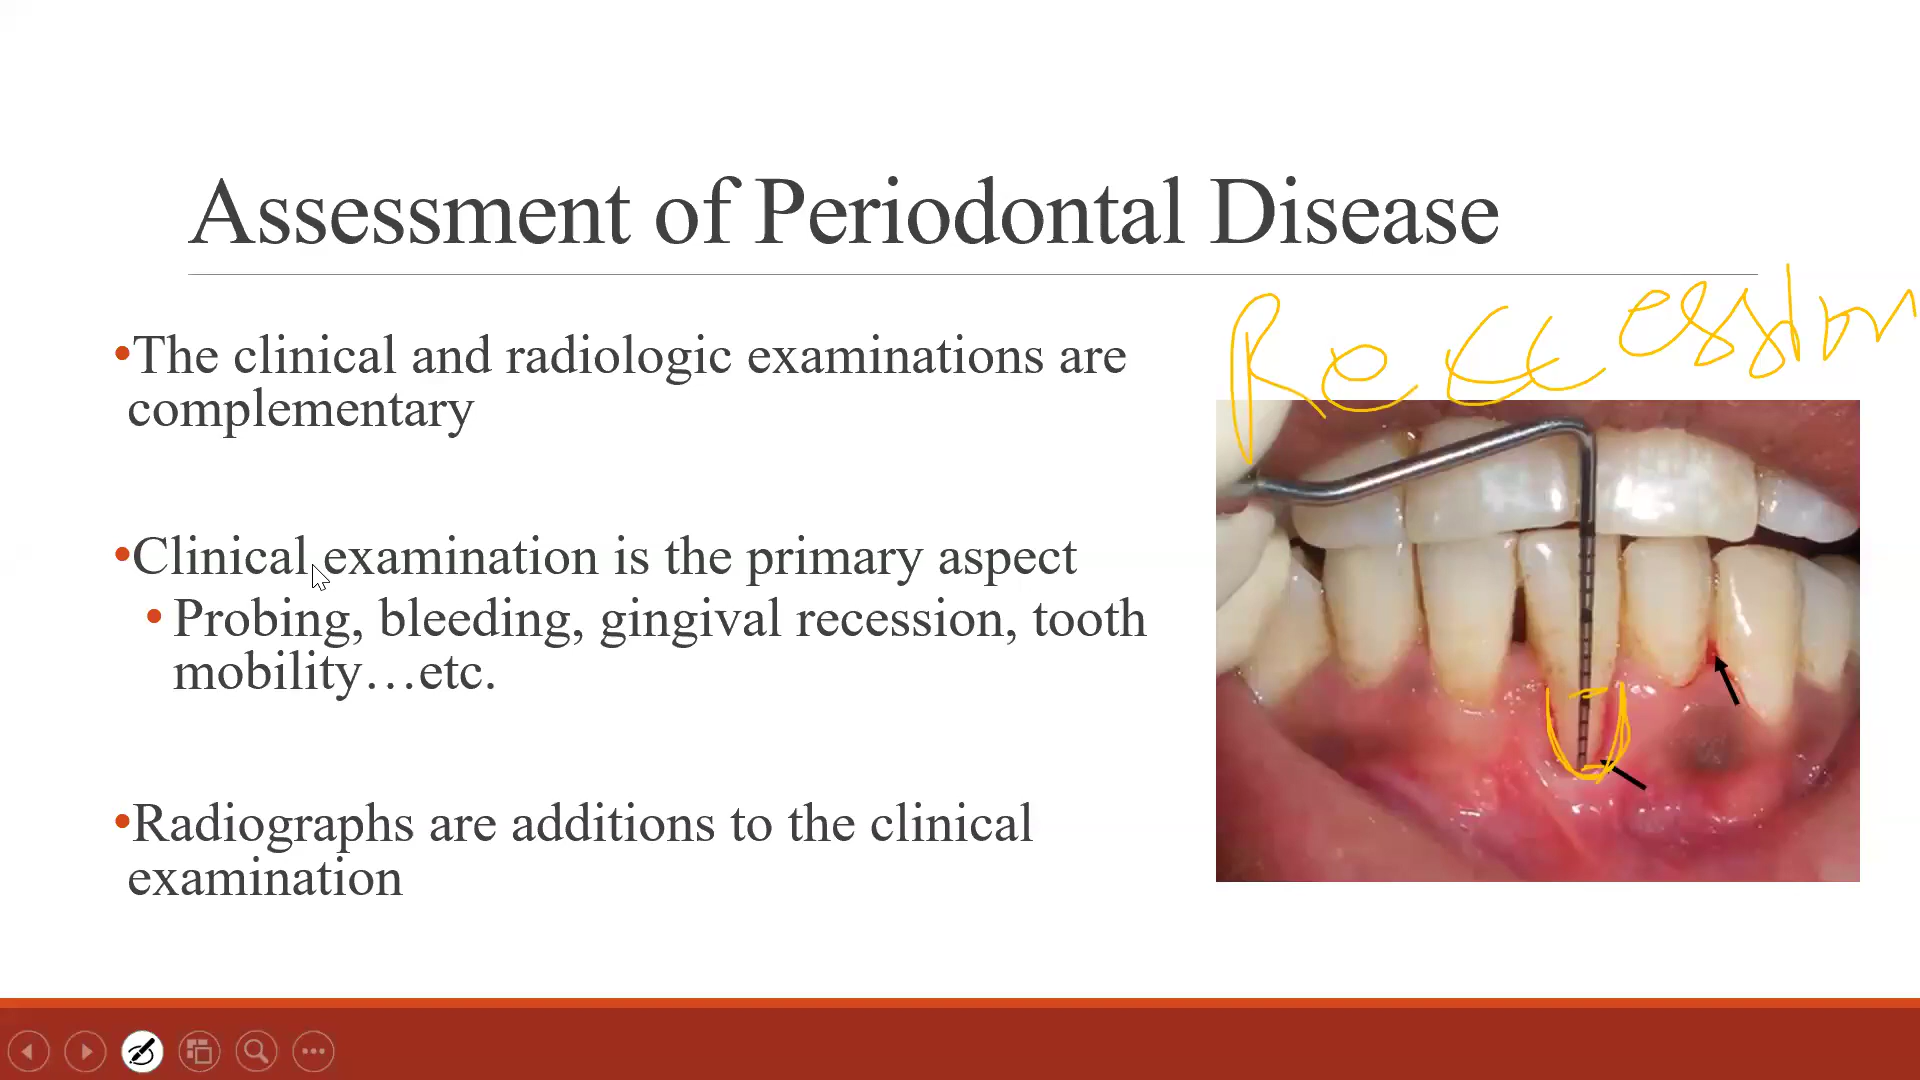 Assessment of Periodontal Disease
Reccession
•The clinical and radiologic examinations are
complementary
•Clinical examination is the primary aspect
• Probing, bleeding, gingival recession, tooth
mobility…etc.
•Radiographs are additions to the clinical
examination